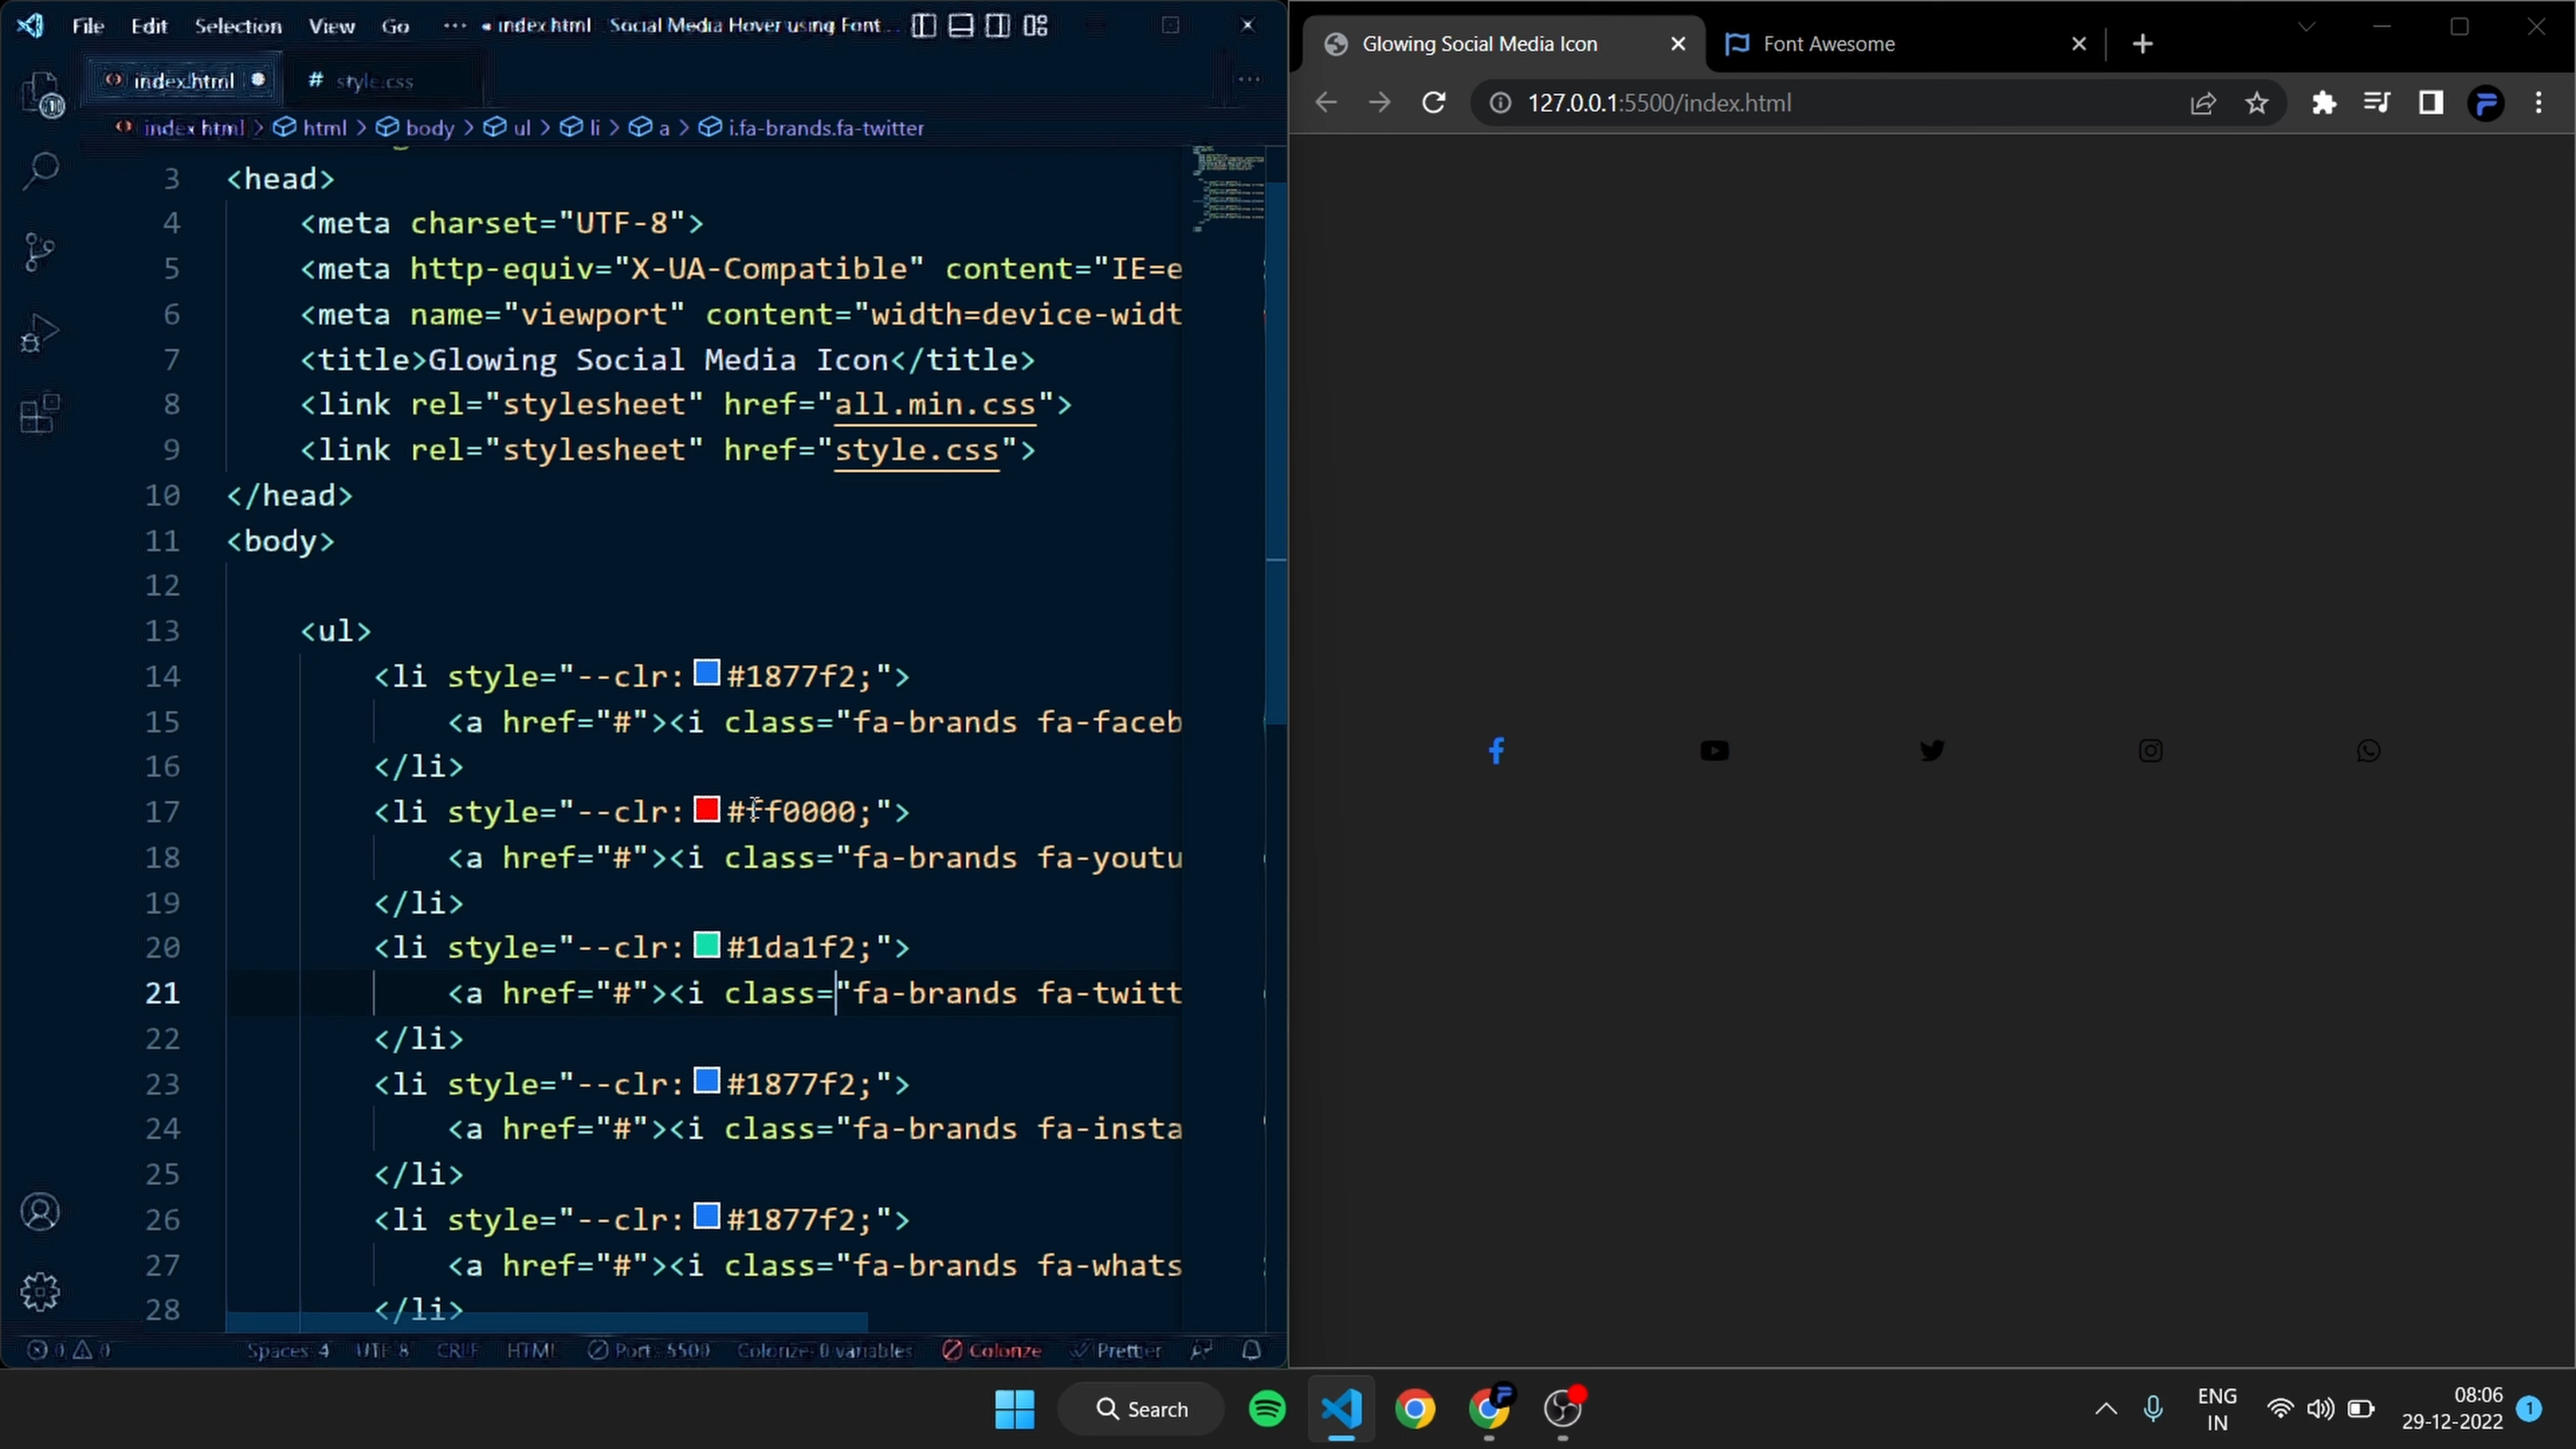 File Edit Selection View Go ··· index.html Social Media Hover using Font...
index.html # style.css
index.html > html > body > ul > li > a > i.fa-brands.fa-twitter
3 <head>
4 <meta charset="UTF-8">
5 <meta http-equiv="X-UA-Compatible" content="IE=e
6 <meta name="viewport" content="width=device-widt
7 <title>Glowing Social Media Icon</title>
8 <link rel="stylesheet" href="all.min.css">
9 <link rel="stylesheet" href="style.css">
10 </head>
11 <body>
12
13 <ul>
14 <li style="--clr: #1877f2;">
15 <a href="#"><i class="fa-brands fa-faceb
16 </li>
17 <li style="--clr: #ff0000;">
18 <a href="#"><i class="fa-brands fa-youtu
19 </li>
20 <li style="--clr: #1da1f2;">
21 <a href="#"><i class="fa-brands fa-twitt
22 </li>
23 <li style="--clr: #1877f2;">
24 <a href="#"><i class="fa-brands fa-insta
25 </li>
26 <li style="--clr: #1877f2;">
27 <a href="#"><i class="fa-brands fa-whats
28 </li>
0 0 Spaces: 4 UTF-8 CRLF HTML Port : 5500 Colorize: 0 variables Colorize Prettier
Glowing Social Media Icon Font Awesome
127.0.0.1:5500/index.html
Search
ENG
IN
08:06
29-12-2022
1